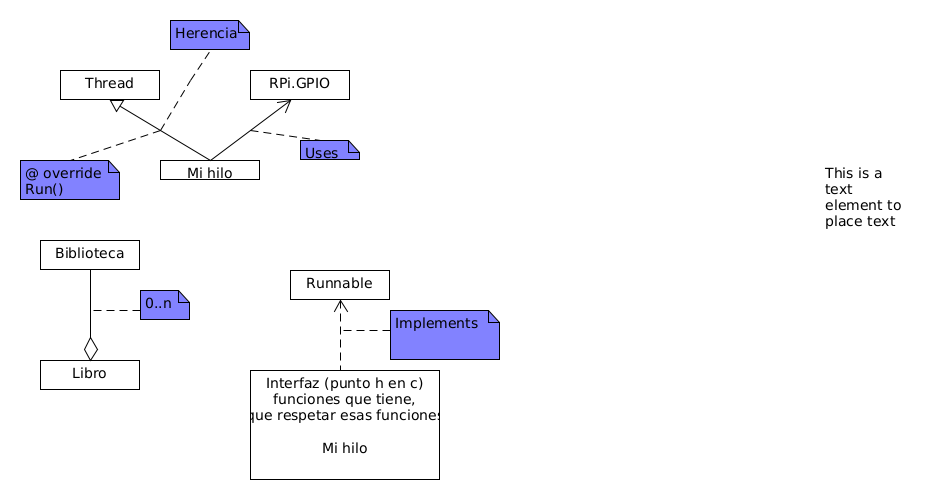 Herencia
Thread
RPi.GPIO
Uses
@ override
Run()
Mi hilo
This is a
text
element to
place text
Biblioteca
0..n
Libro
Runnable
Implements
Interfaz (punto h en c)
funciones que tiene,
que respetar esas funciones
Mi hilo